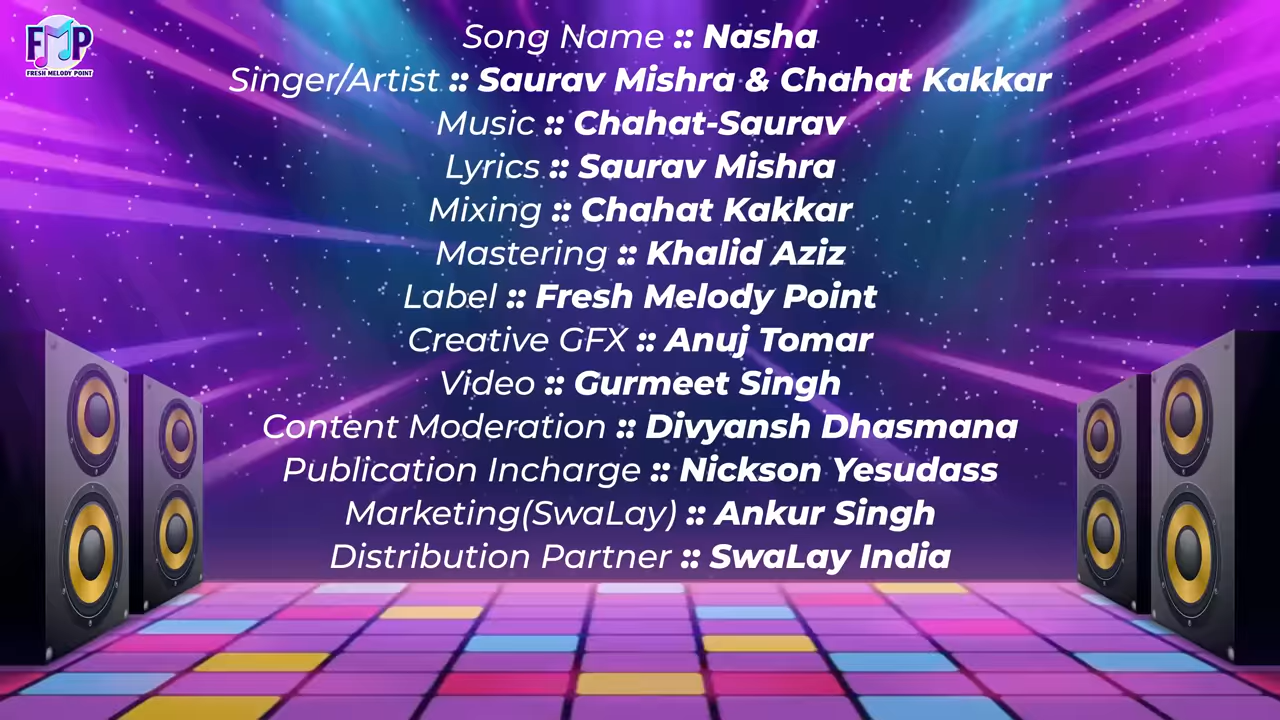 FMP
FRESH MELODY POINT
Song Name :: Nasha
Singer/Artist :: Saurav Mishra & Chahat Kakkar
Music :: Chahat-Saurav
Lyrics :: Saurav Mishra
Mixing :: Chahat Kakkar
Mastering :: Khalid Aziz
Label :: Fresh Melody Point
Creative GFX :: Anuj Tomar
Video :: Gurmeet Singh
Content Moderation :: Divyansh Dhasmana
Publication Incharge :: Nickson Yesudass
Marketing(SwaLay) :: Ankur Singh
Distribution Partner :: SwaLay India